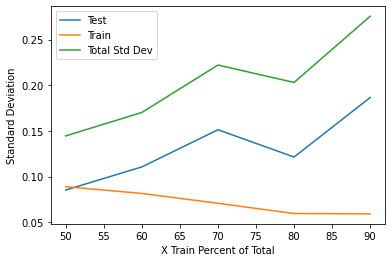 Test
Train
Total Std Dev
Standard Deviation
0.25
0.20
0.15
0.10
0.05
50 55 60 65 70 75 80 85 90
X Train Percent of Total